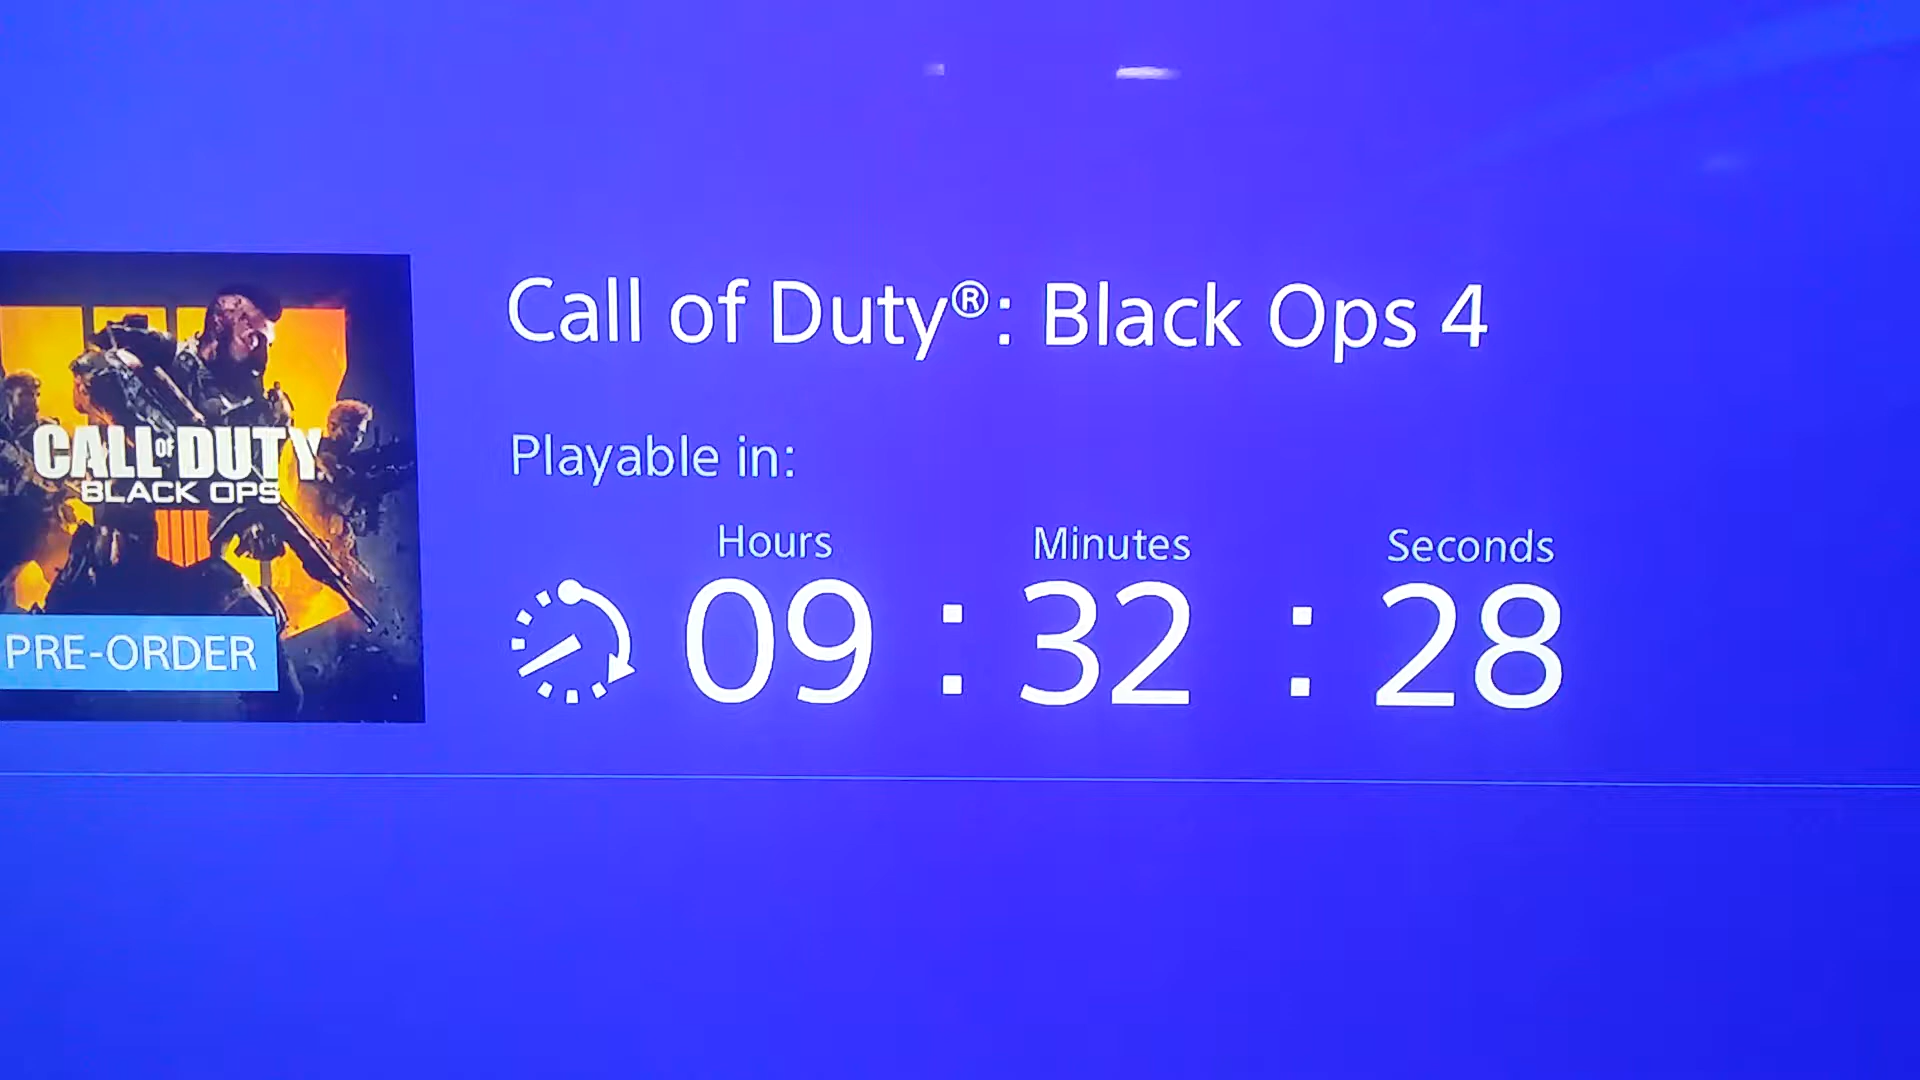 Call of Duty®: Black Ops 4
Playable in:
Hours Minutes Seconds
09 : 32 : 28
CALL OF DUTY
BLACK OPS
IIII
PRE-ORDER